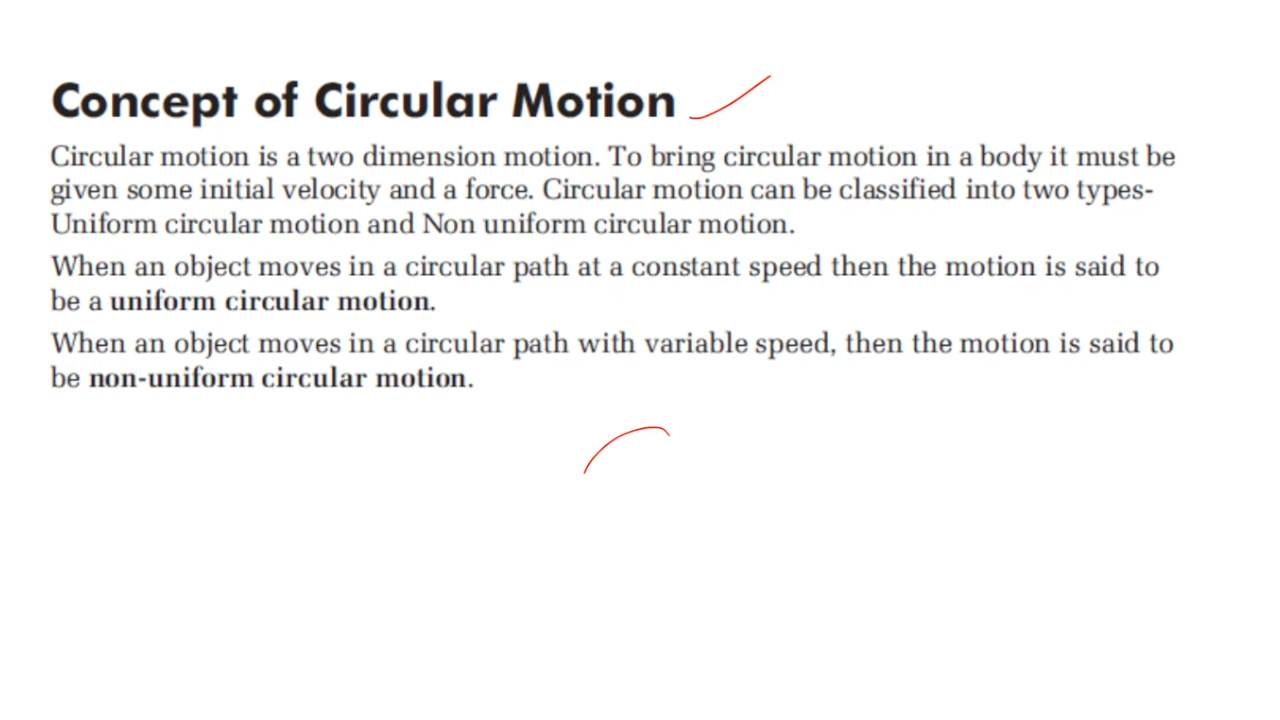 Concept of Circular Motion
Circular motion is a two dimension motion. To bring circular motion in a body it must be
given some initial velocity and a force. Circular motion can be classified into two types-
Uniform circular motion and Non uniform circular motion.
When an object moves in a circular path at a constant speed then the motion is said to
be a uniform circular motion.
When an object moves in a circular path with variable speed, then the motion is said to
be non-uniform circular motion.